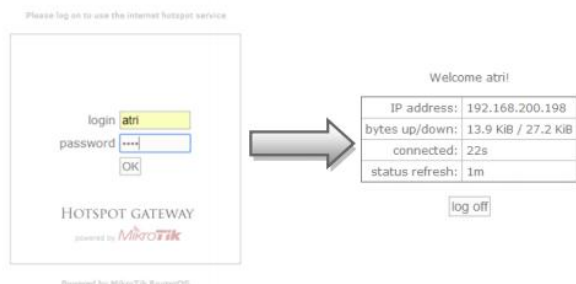 Please log on to use the internet hotspot service
login atri
password ····
OK
HOTSPOT GATEWAY
powered by MikroTik
Powered by MikroTik RouterOS
Welcome atri!
IP address: 192.168.200.198
bytes up/down: 13.9 KiB / 27.2 KiB
connected: 22s
status refresh: 1m
log off